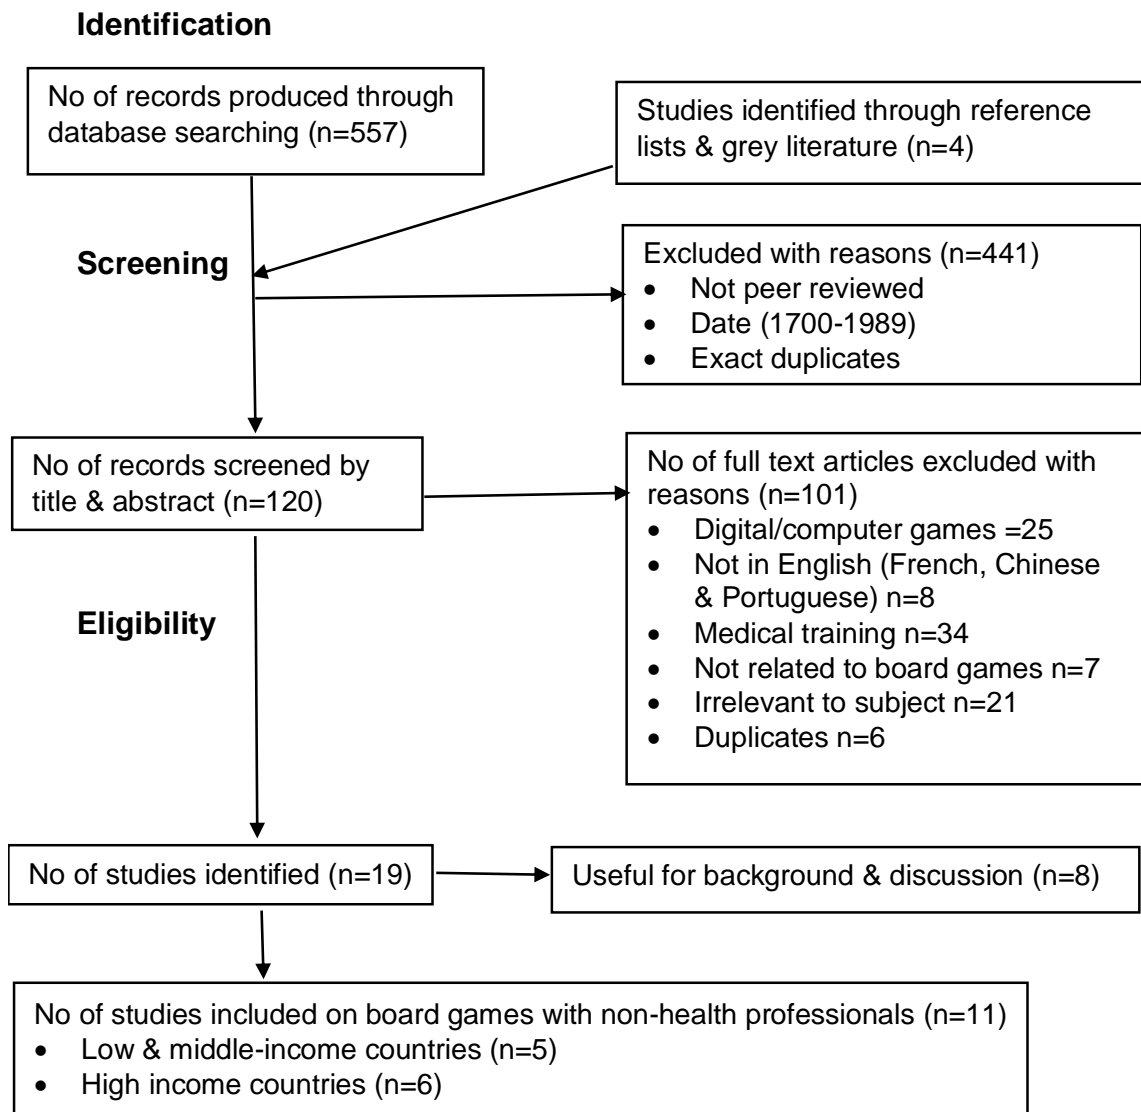 Identification
No of records produced through
database searching (n=557)
Studies identified through reference
lists & grey literature (n=4)
Screening
Excluded with reasons (n=441)
• Not peer reviewed
• Date (1700-1989)
• Exact duplicates
No of records screened by
title & abstract (n=120)
No of full text articles excluded with
reasons (n=101)
• Digital/computer games =25
• Not in English (French, Chinese
& Portuguese) n=8
• Medical training n=34
• Not related to board games n=7
• Irrelevant to subject n=21
• Duplicates n=6
Eligibility
No of studies identified (n=19)
Useful for background & discussion (n=8)
No of studies included on board games with non-health professionals (n=11)
• Low & middle-income countries (n=5)
• High income countries (n=6)